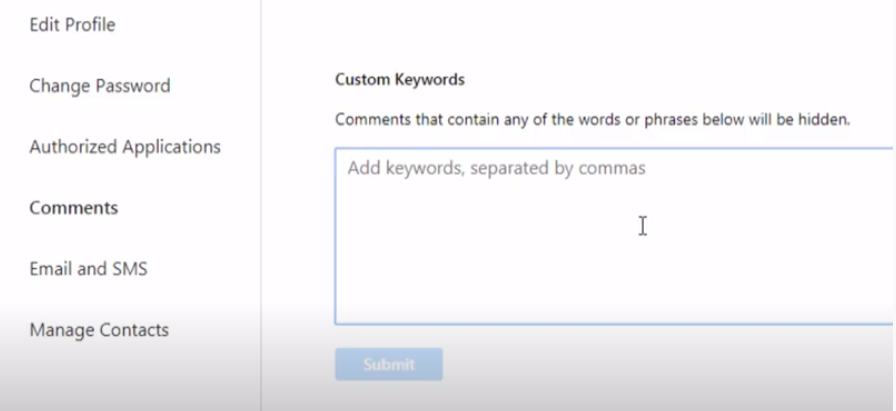 Edit Profile
Change Password
Authorized Applications
Comments
Email and SMS
Manage Contacts
Custom Keywords
Comments that contain any of the words or phrases below will be hidden.
Add keywords, separated by commas
Submit